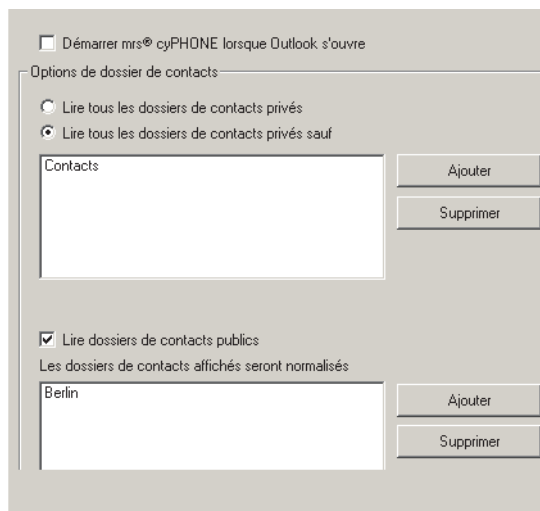 Démarrer mrs® cyPHONE lorsque Outlook s'ouvre
Options de dossier de contacts
Lire tous les dossiers de contacts privés
Lire tous les dossiers de contacts privés sauf
Contacts
Ajouter
Supprimer
Lire dossiers de contacts publics
Les dossiers de contacts affichés seront normalisés
Berlin
Ajouter
Supprimer